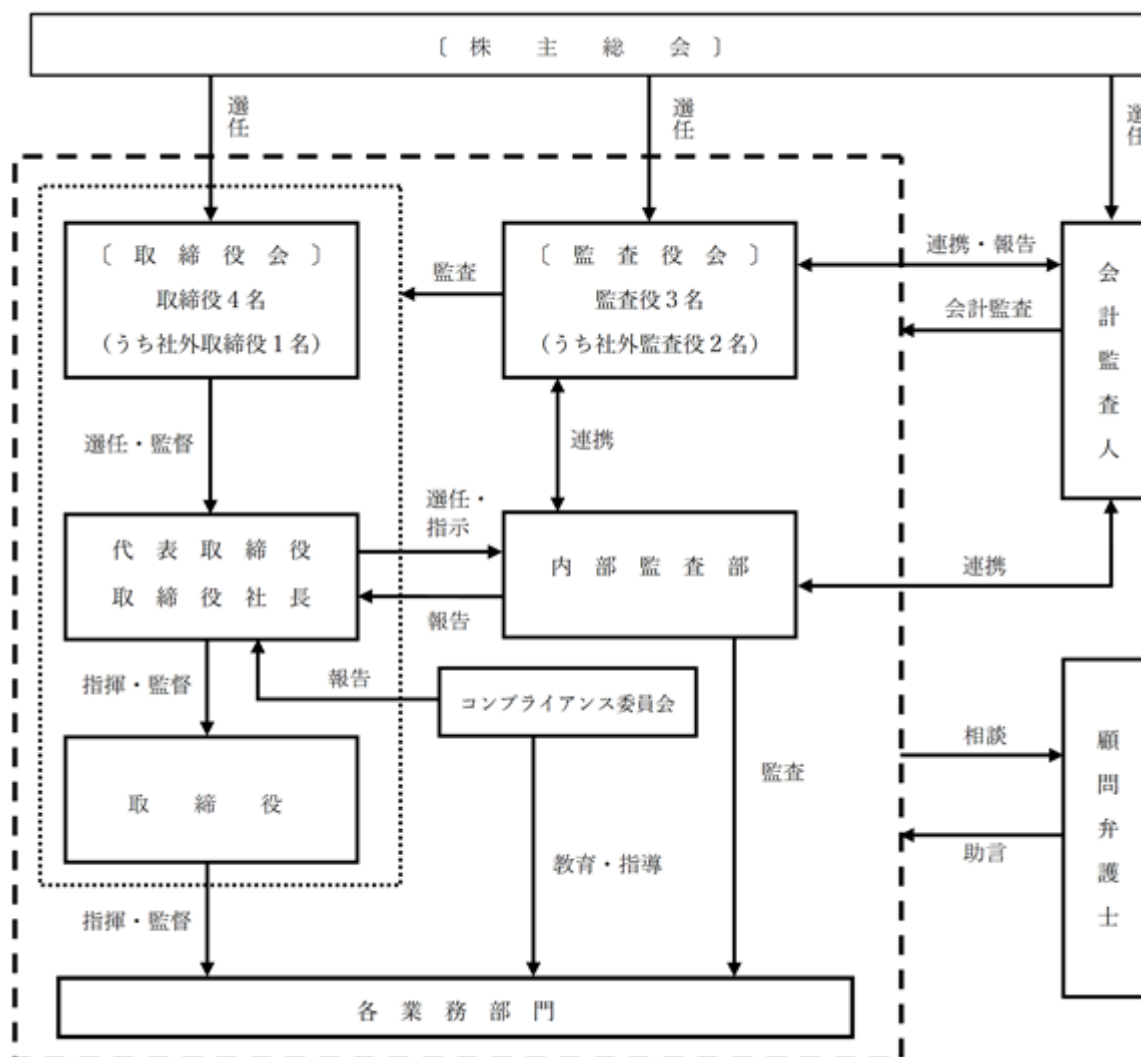 〔 株 主 総 会 〕
選任
選任
選任
〔 取 締 役 会 〕
取締役4名
(うち社外取締役1名)
監査
〔 監 査 役 会 〕
監査役3名
(うち社外監査役2名)
連携・報告
会計監査
会計監査人
選任・監督
連携
選任・
指示
代 表 取 締 役
取 締 役 社 長
内 部 監 査 部
連携
報告
指揮・監督
報告
コンプライアンス委員会
取 締 役
監査
相談
助言
顧問弁護士
教育・指導
指揮・監督
各 業 務 部 門